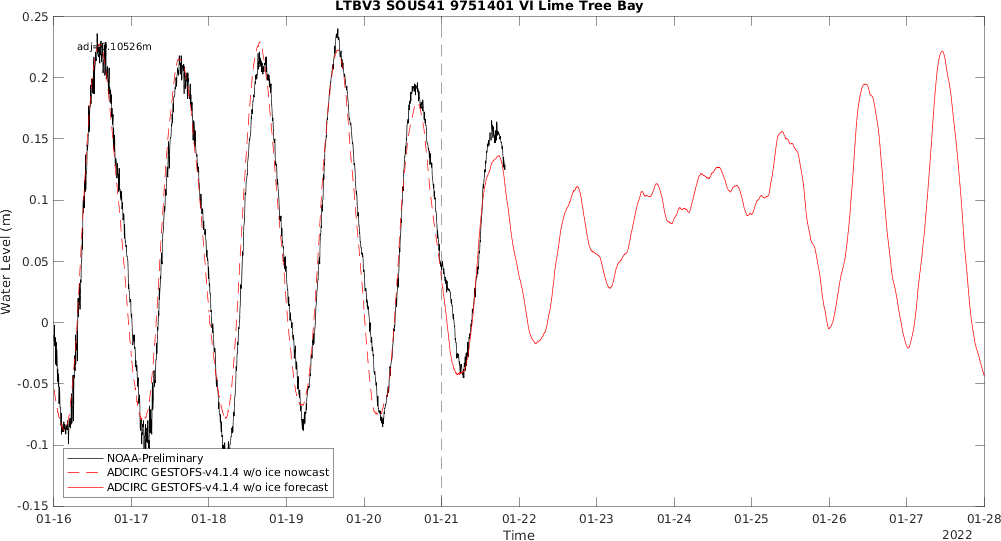 LTBV3 SOUS41 9751401 VI Lime Tree Bay
0.25
0.2
0.15
0.1
0.05
0
-0.05
-0.1
-0.15
Water Level (m)
NOAA-Preliminary
ADCIRC GESTOFS-v4.1.4 w/o ice nowcast
ADCIRC GESTOFS-v4.1.4 w/o ice forecast
01-16 01-17 01-18 01-19 01-20 01-21 01-22 01-23 01-24 01-25 01-26 01-27 01-28
Time
2022